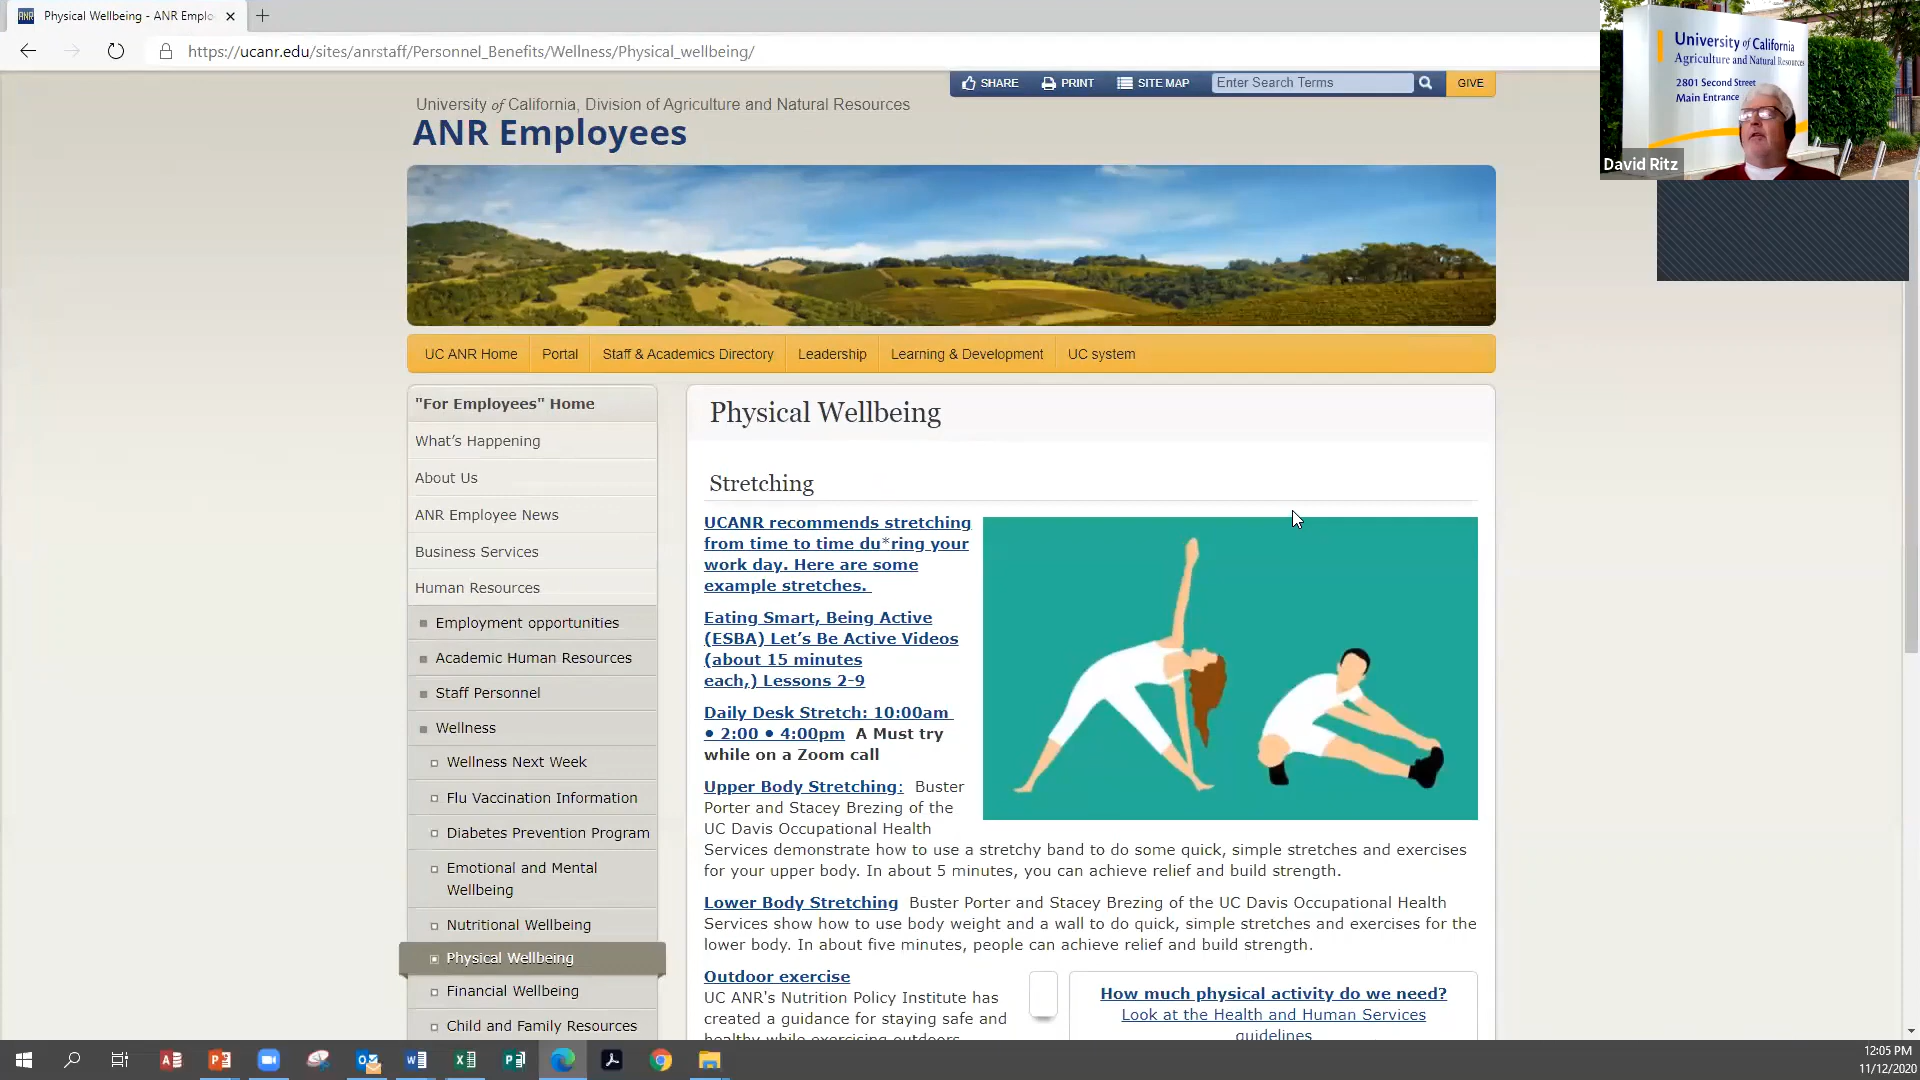 Physical Wellbeing - ANR Emplo
https://ucanr.edu/sites/anrstaff/Personnel_Benefits/Wellness/Physical_wellbeing/
University of California
Agriculture and Natural Resources
2801 Second Street
Main Entrance
David Ritz
SHARE
PRINT
SITE MAP
Enter Search Terms
GIVE
University of California, Division of Agriculture and Natural Resources
ANR Employees
UC ANR Home
Portal
Staff & Academics Directory
Leadership
Learning & Development
UC system
"For Employees" Home
What's Happening
About Us
ANR Employee News
Business Services
Human Resources
Employment opportunities
Academic Human Resources
Staff Personnel
Wellness
Wellness Next Week
Flu Vaccination Information
Diabetes Prevention Program
Emotional and Mental
Wellbeing
Nutritional Wellbeing
Physical Wellbeing
Financial Wellbeing
Child and Family Resources
Physical Wellbeing
Stretching
UCANR recommends stretching
from time to time du*ring your
work day. Here are some
example stretches.
Eating Smart, Being Active
(ESBA) Let's Be Active Videos
(about 15 minutes
each,) Lessons 2-9
Daily Desk Stretch: 10:00am
• 2:00 • 4:00pm A Must try
while on a Zoom call
Upper Body Stretching: Buster
Porter and Stacey Brezing of the
UC Davis Occupational Health
Services demonstrate how to use a stretchy band to do some quick, simple stretches and exercises
for your upper body. In about 5 minutes, you can achieve relief and build strength.
Lower Body Stretching Buster Porter and Stacey Brezing of the UC Davis Occupational Health
Services show how to use body weight and a wall to do quick, simple stretches and exercises for the
lower body. In about five minutes, people can achieve relief and build strength.
Outdoor exercise
UC ANR's Nutrition Policy Institute has
created a guidance for staying safe and
healthy while exercising outdoors
How much physical activity do we need?
Look at the Health and Human Services
guidelines
12:05 PM
11/12/2020